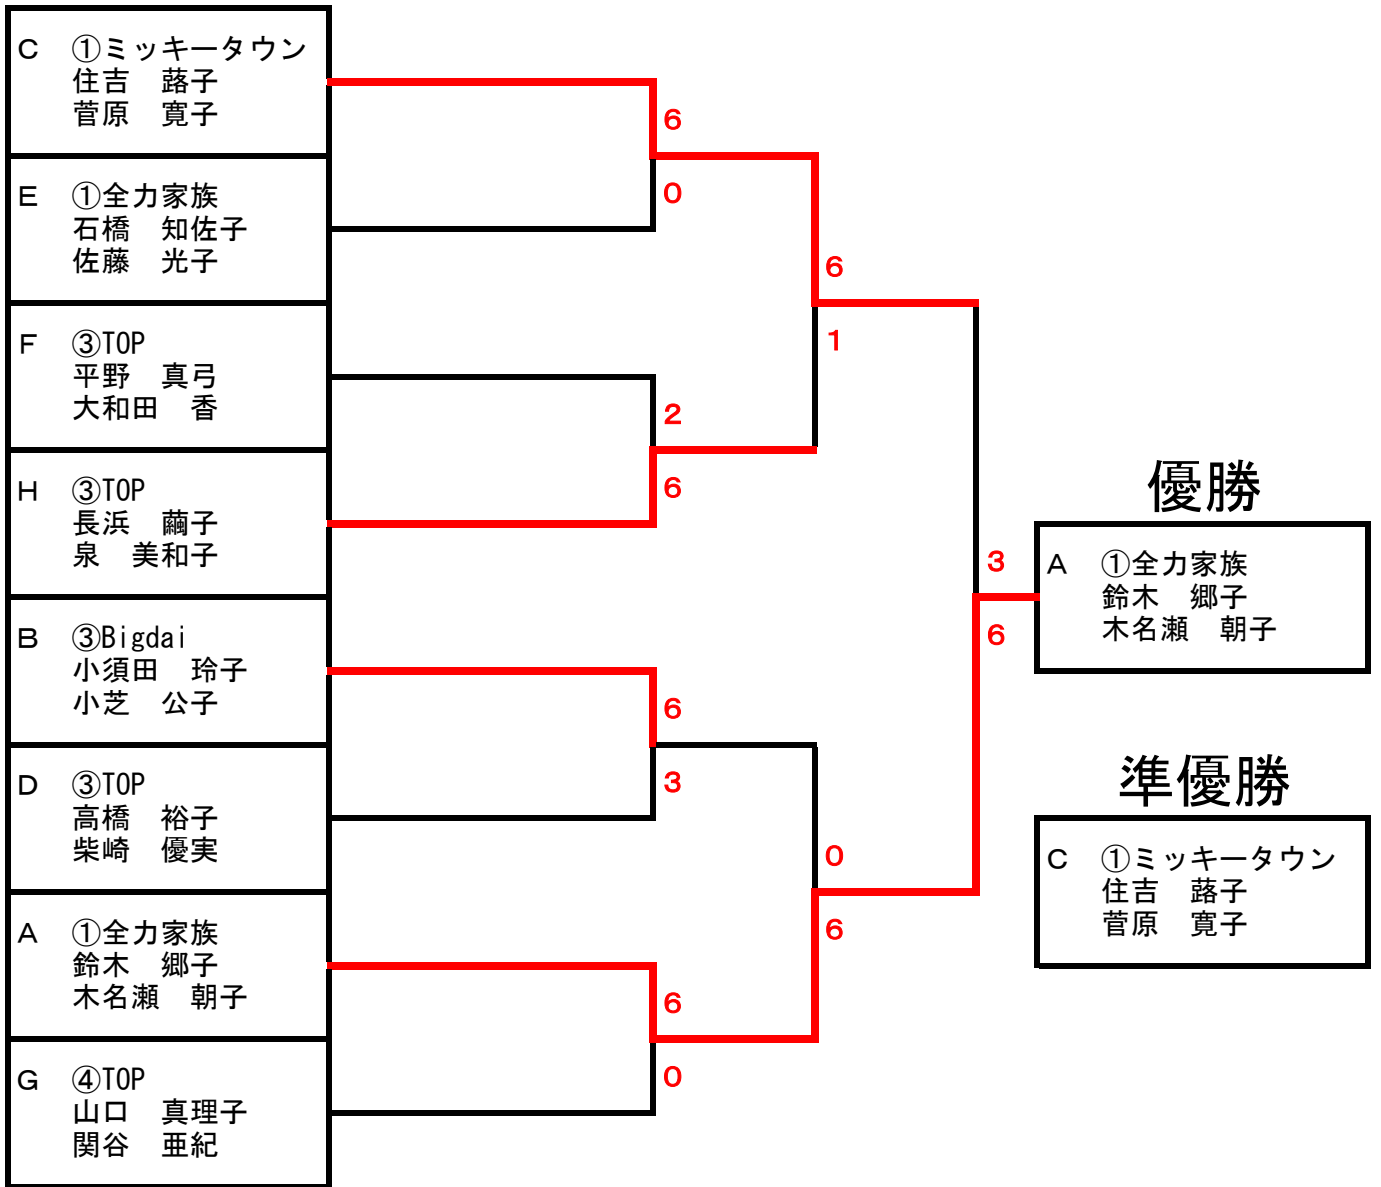 C ①ミッキータウン
住吉 蕗子
菅原 寛子
E ①全力家族
石橋 知佐子
佐藤 光子
F ③TOP
平野 真弓
大和田 香
H ③TOP
長浜 繭子
泉 美和子
B ③Bigdai
小須田 玲子
小芝 公子
D ③TOP
高橋 裕子
柴崎 優実
A ①全力家族
鈴木 郷子
木名瀬 朝子
G ④TOP
山口 真理子
関谷 亜紀
6
0
2
6
6
3
6
0
6
1
0
6
3
6
優勝
A ①全力家族
鈴木 郷子
木名瀬 朝子
準優勝
C ①ミッキータウン
住吉 蕗子
菅原 寛子